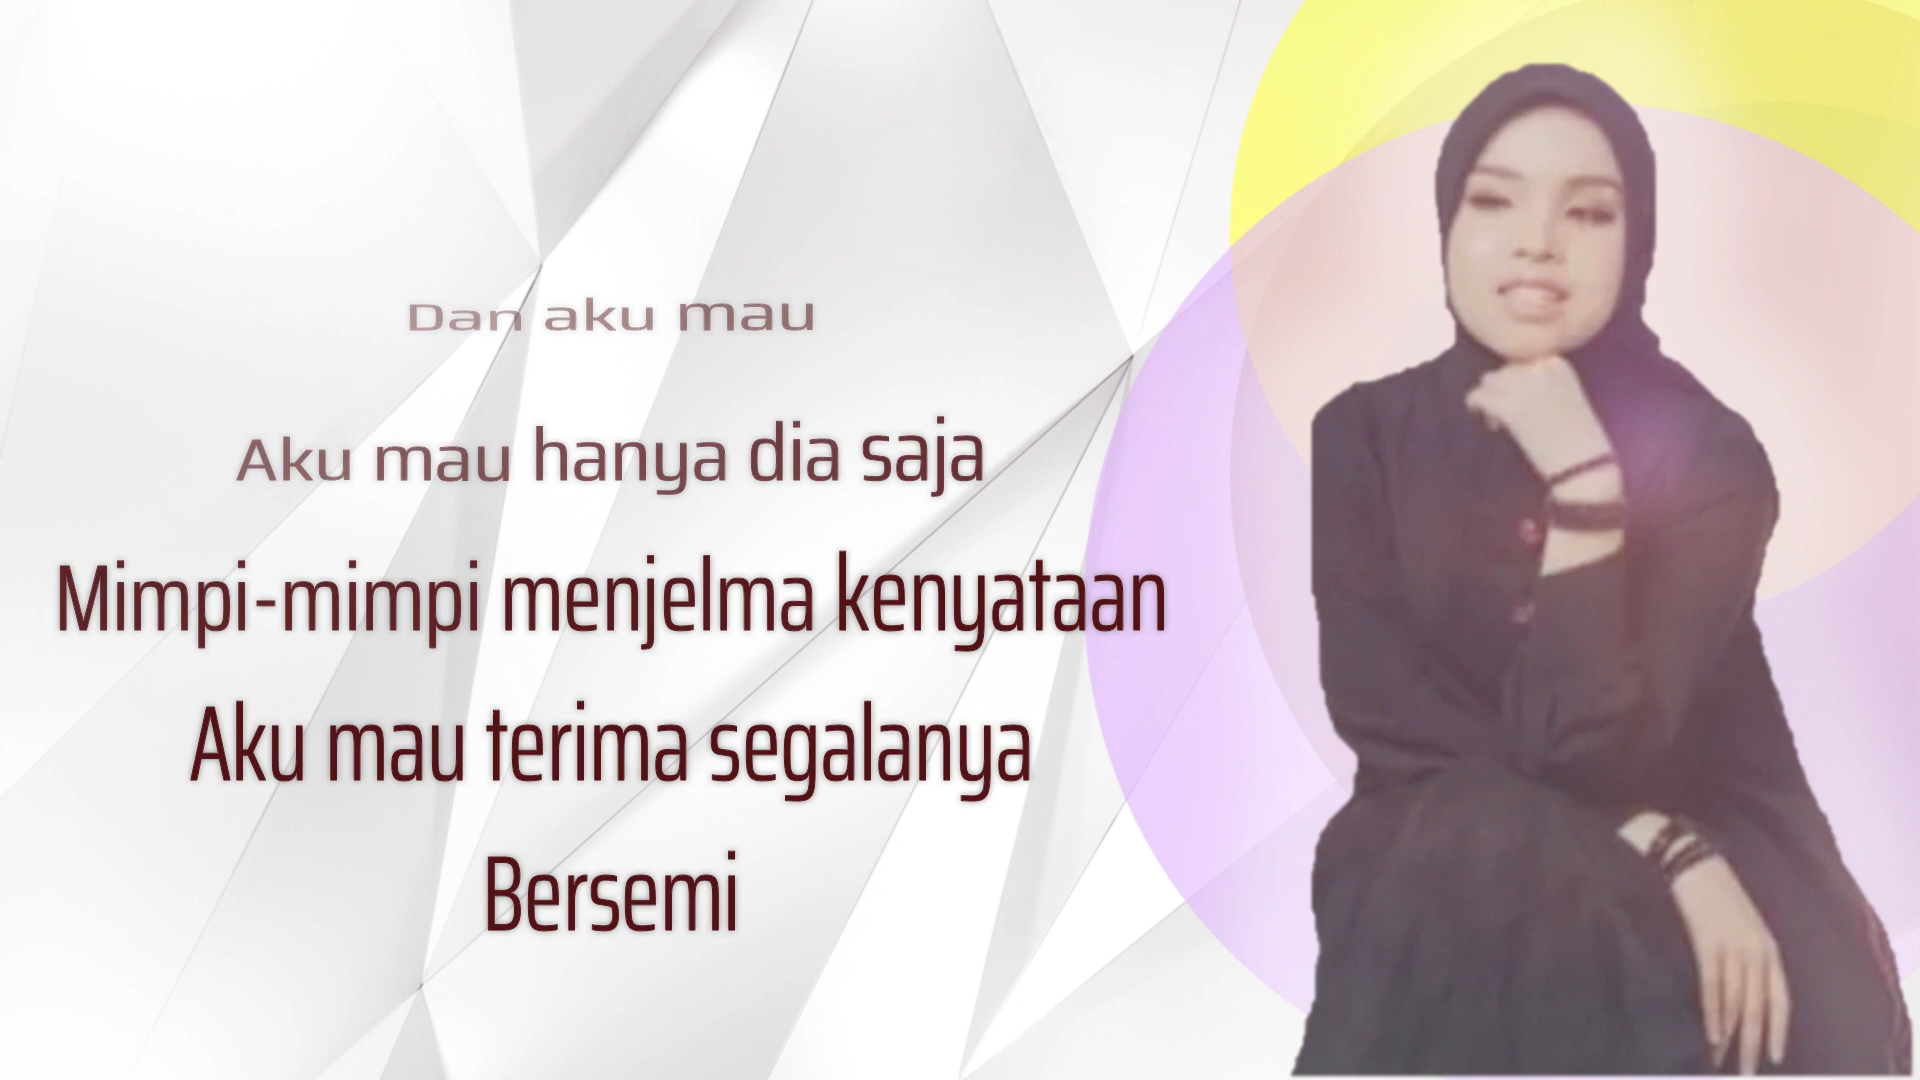 Dan aku mau
Aku mau hanya dia saja
Mimpi-mimpi menjelma kenyataan
Aku mau terima segalanya
Bersemi